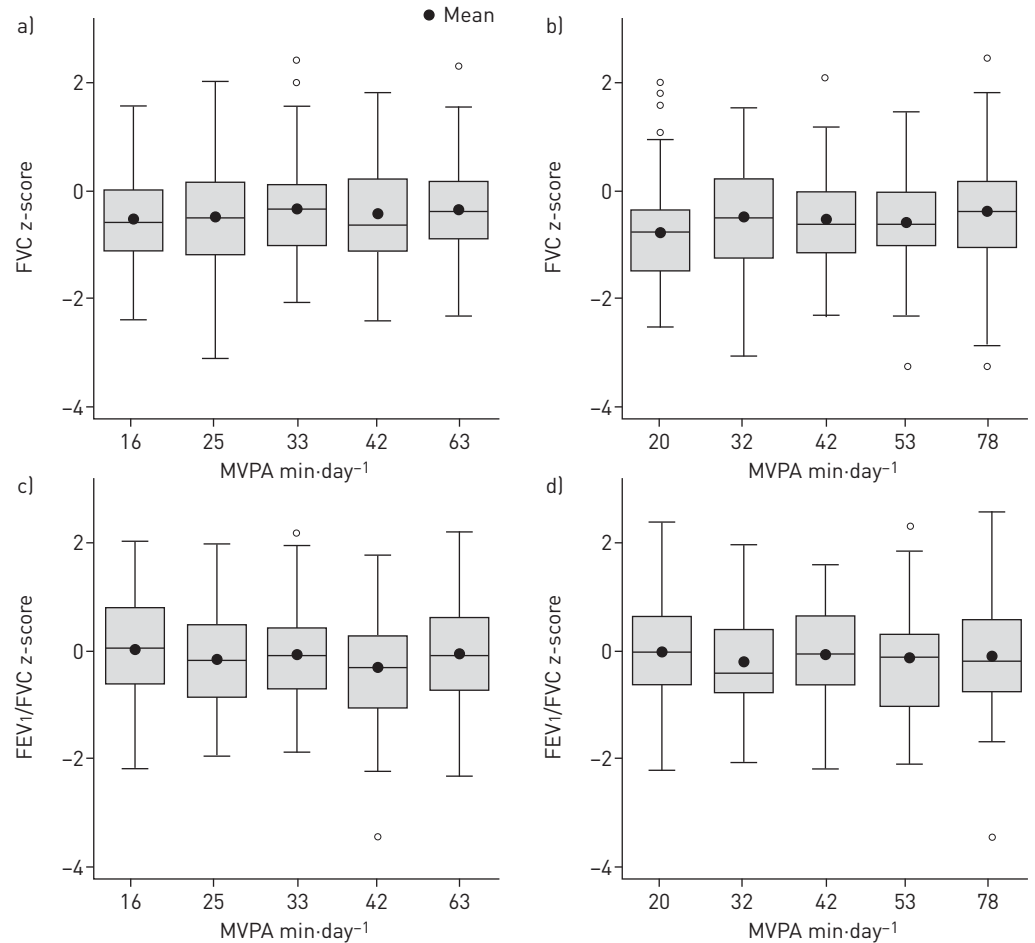 ● Mean
a)
FVC z-score
2
0
–2
–4
16 25 33 42 63
MVPA min·day⁻¹
b)
FVC z-score
2
0
–2
–4
20 32 42 53 78
MVPA min·day⁻¹
c)
FEV₁/FVC z-score
2
0
–2
–4
16 25 33 42 63
MVPA min·day⁻¹
d)
FEV₁/FVC z-score
2
0
–2
–4
20 32 42 53 78
MVPA min·day⁻¹